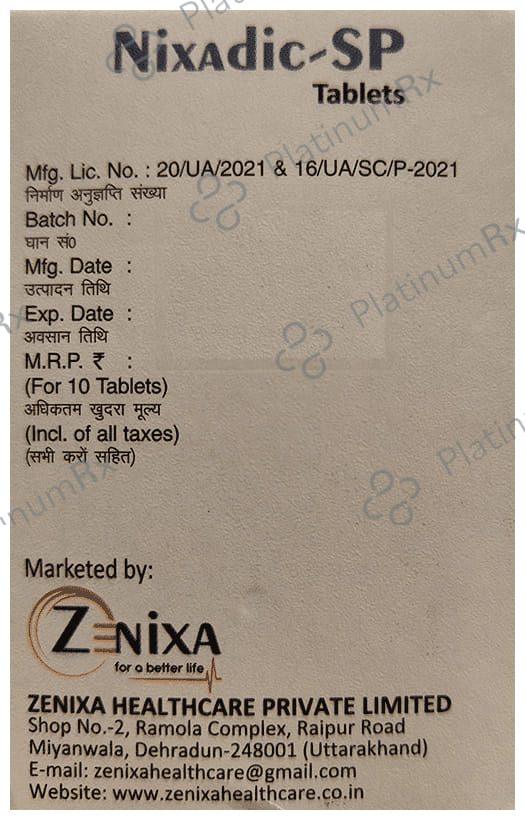 Nixadic-SP
Tablets
Mfg. Lic. No. : 20/UA/2021 & 16/UA/SC/P-2021
निर्माण अनुज्ञप्ति संख्या
Batch No. :
घान सं०
Mfg. Date :
उत्पादन तिथि
Exp. Date :
अवसान तिथि
M.R.P. ₹ :
(For 10 Tablets)
अधिकतम खुदरा मूल्य
(Incl. of all taxes)
(सभी करों सहित)
Marketed by:
ZENiXA
for a better life
ZENIXA HEALTHCARE PRIVATE LIMITED
Shop No.-2, Ramola Complex, Raipur Road
Miyanwala, Dehradun-248001 (Uttarakhand)
E-mail: zenixahealthcare@gmail.com
Website: www.zenixahealthcare.co.in
PlatinumRx
PlatinumRx